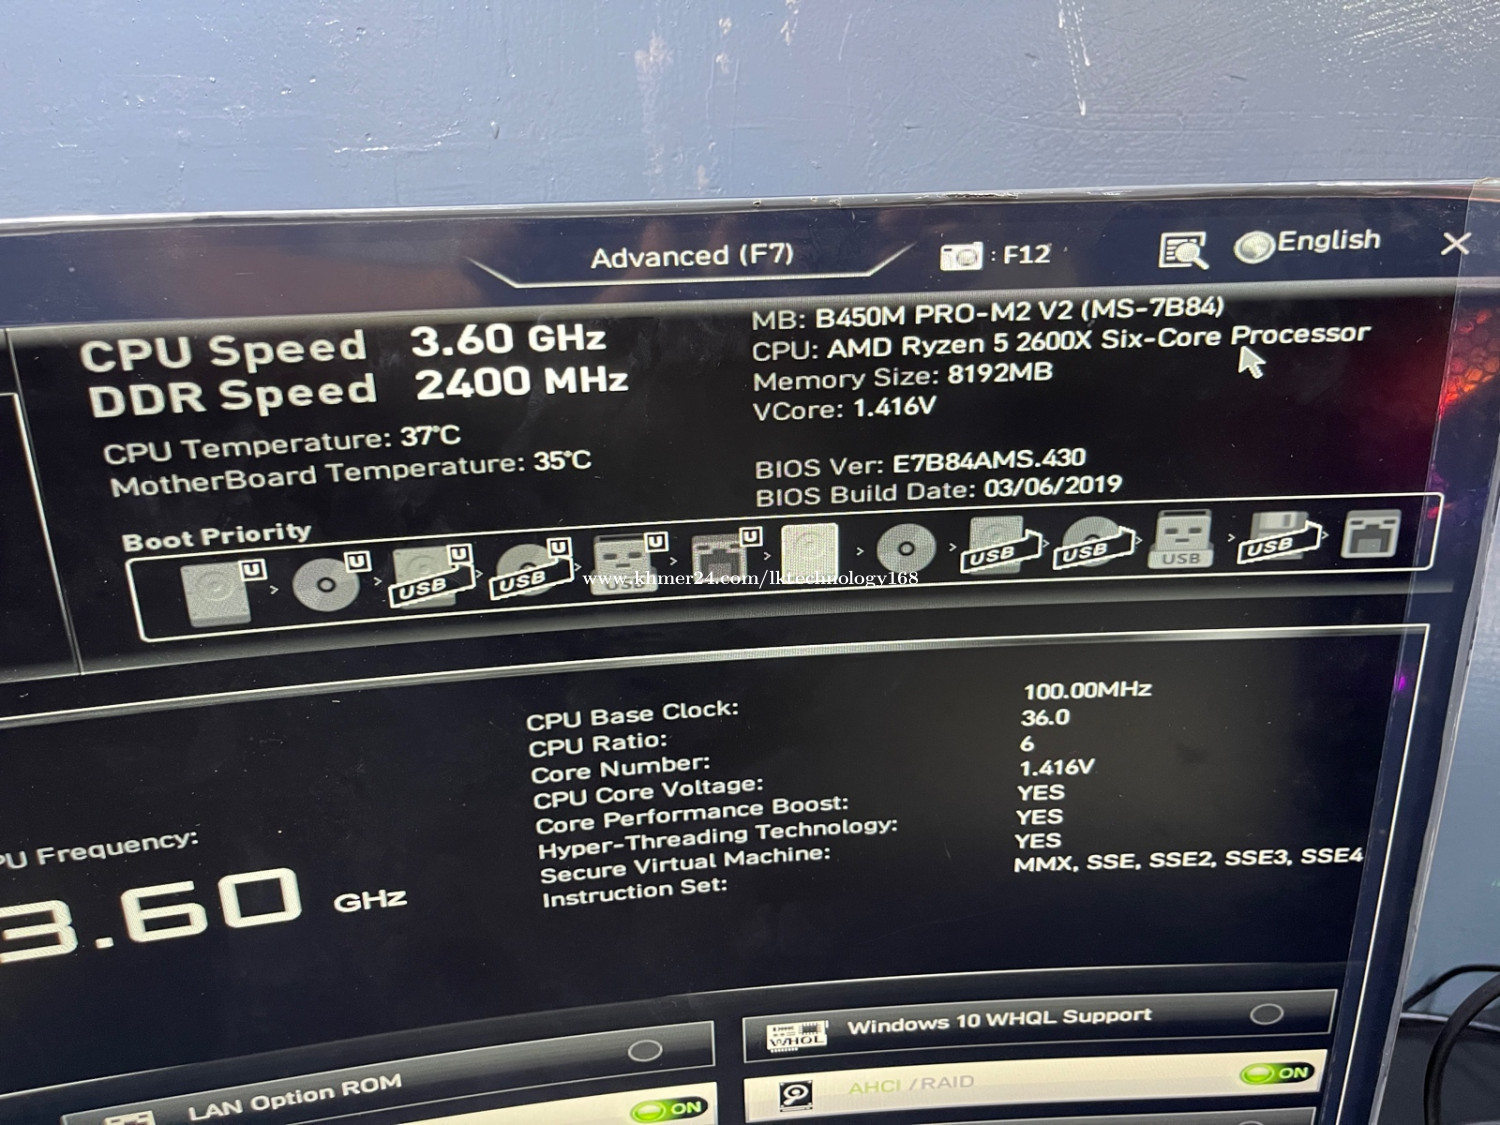 Advanced (F7)
: F12
English
X
CPU Speed 3.60 GHz
DDR Speed 2400 MHz
CPU Temperature: 37°C
MotherBoard Temperature: 35°C
MB: B450M PRO-M2 V2 (MS-7B84)
CPU: AMD Ryzen 5 2600X Six-Core Processor
Memory Size: 8192MB
VCore: 1.416V
BIOS Ver: E7B84AMS.430
BIOS Build Date: 03/06/2019
Boot Priority
U U U U U U
USB USB USB USB USB USB USB
www.khmer24.com/lktechnology168
CPU Base Clock: 100.00MHz
CPU Ratio: 36.0
Core Number: 6
CPU Core Voltage: 1.416V
Core Performance Boost: YES
Hyper-Threading Technology: YES
Secure Virtual Machine: YES
Instruction Set: MMX, SSE, SSE2, SSE3, SSE4
PU Frequency:
3.60 GHz
LAN Option ROM
ON
WHQL Windows 10 WHQL Support
AHCI /RAID ON